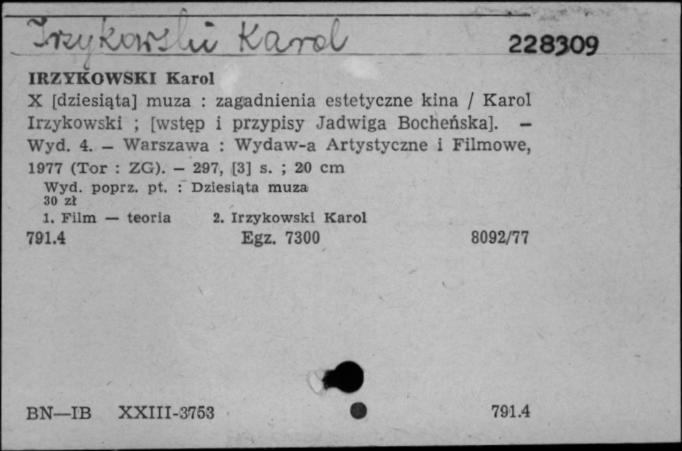 Irzykowski Karol
228309
IRZYKOWSKI Karol
X [dziesiąta] muza : zagadnienia estetyczne kina / Karol
Irzykowski ; [wstęp i przypisy Jadwiga Bocheńska]. —
Wyd. 4. — Warszawa : Wydaw-a Artystyczne i Filmowe,
1977 (Tor : ZG). — 297, [3] s. ; 20 cm
Wyd. poprz. pt. : Dziesiąta muza
30 zł
1. Film — teoria 2. Irzykowski Karol
791.4 Egz. 7300 8092/77
BN—IB XXIII-3753 791.4